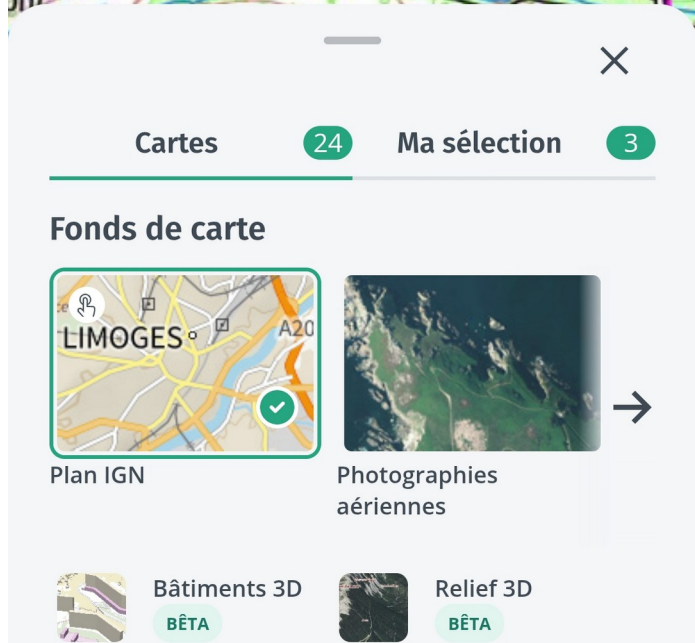 Cartes 24 Ma sélection 3
Fonds de carte
LIMOGES
A20
Plan IGN
Photographies
aériennes
Bâtiments 3D
BÊTA
Relief 3D
BÊTA